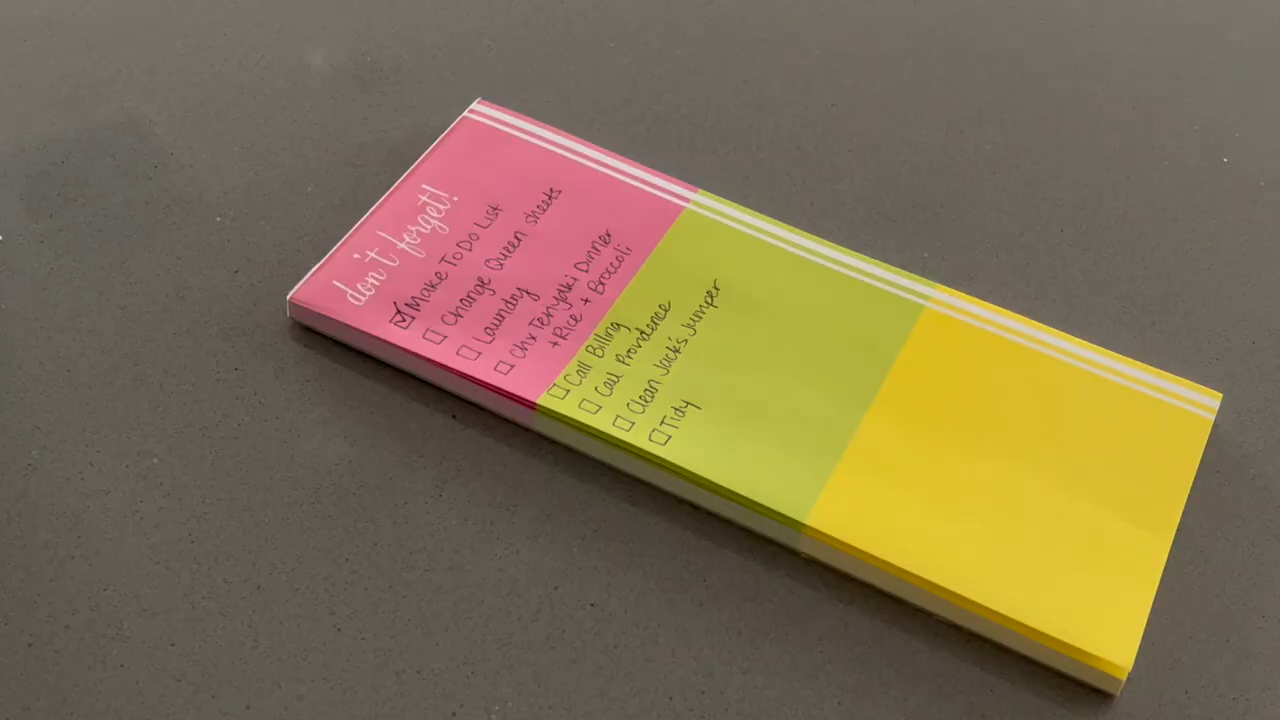 don't forget!
Make To Do List
Change Queen sheets
Laundry
Chx Teriyaki Dinner
+ Rice + Broccoli
Call Billing
Call Providence
Clean Jack's Jumper
Tidy